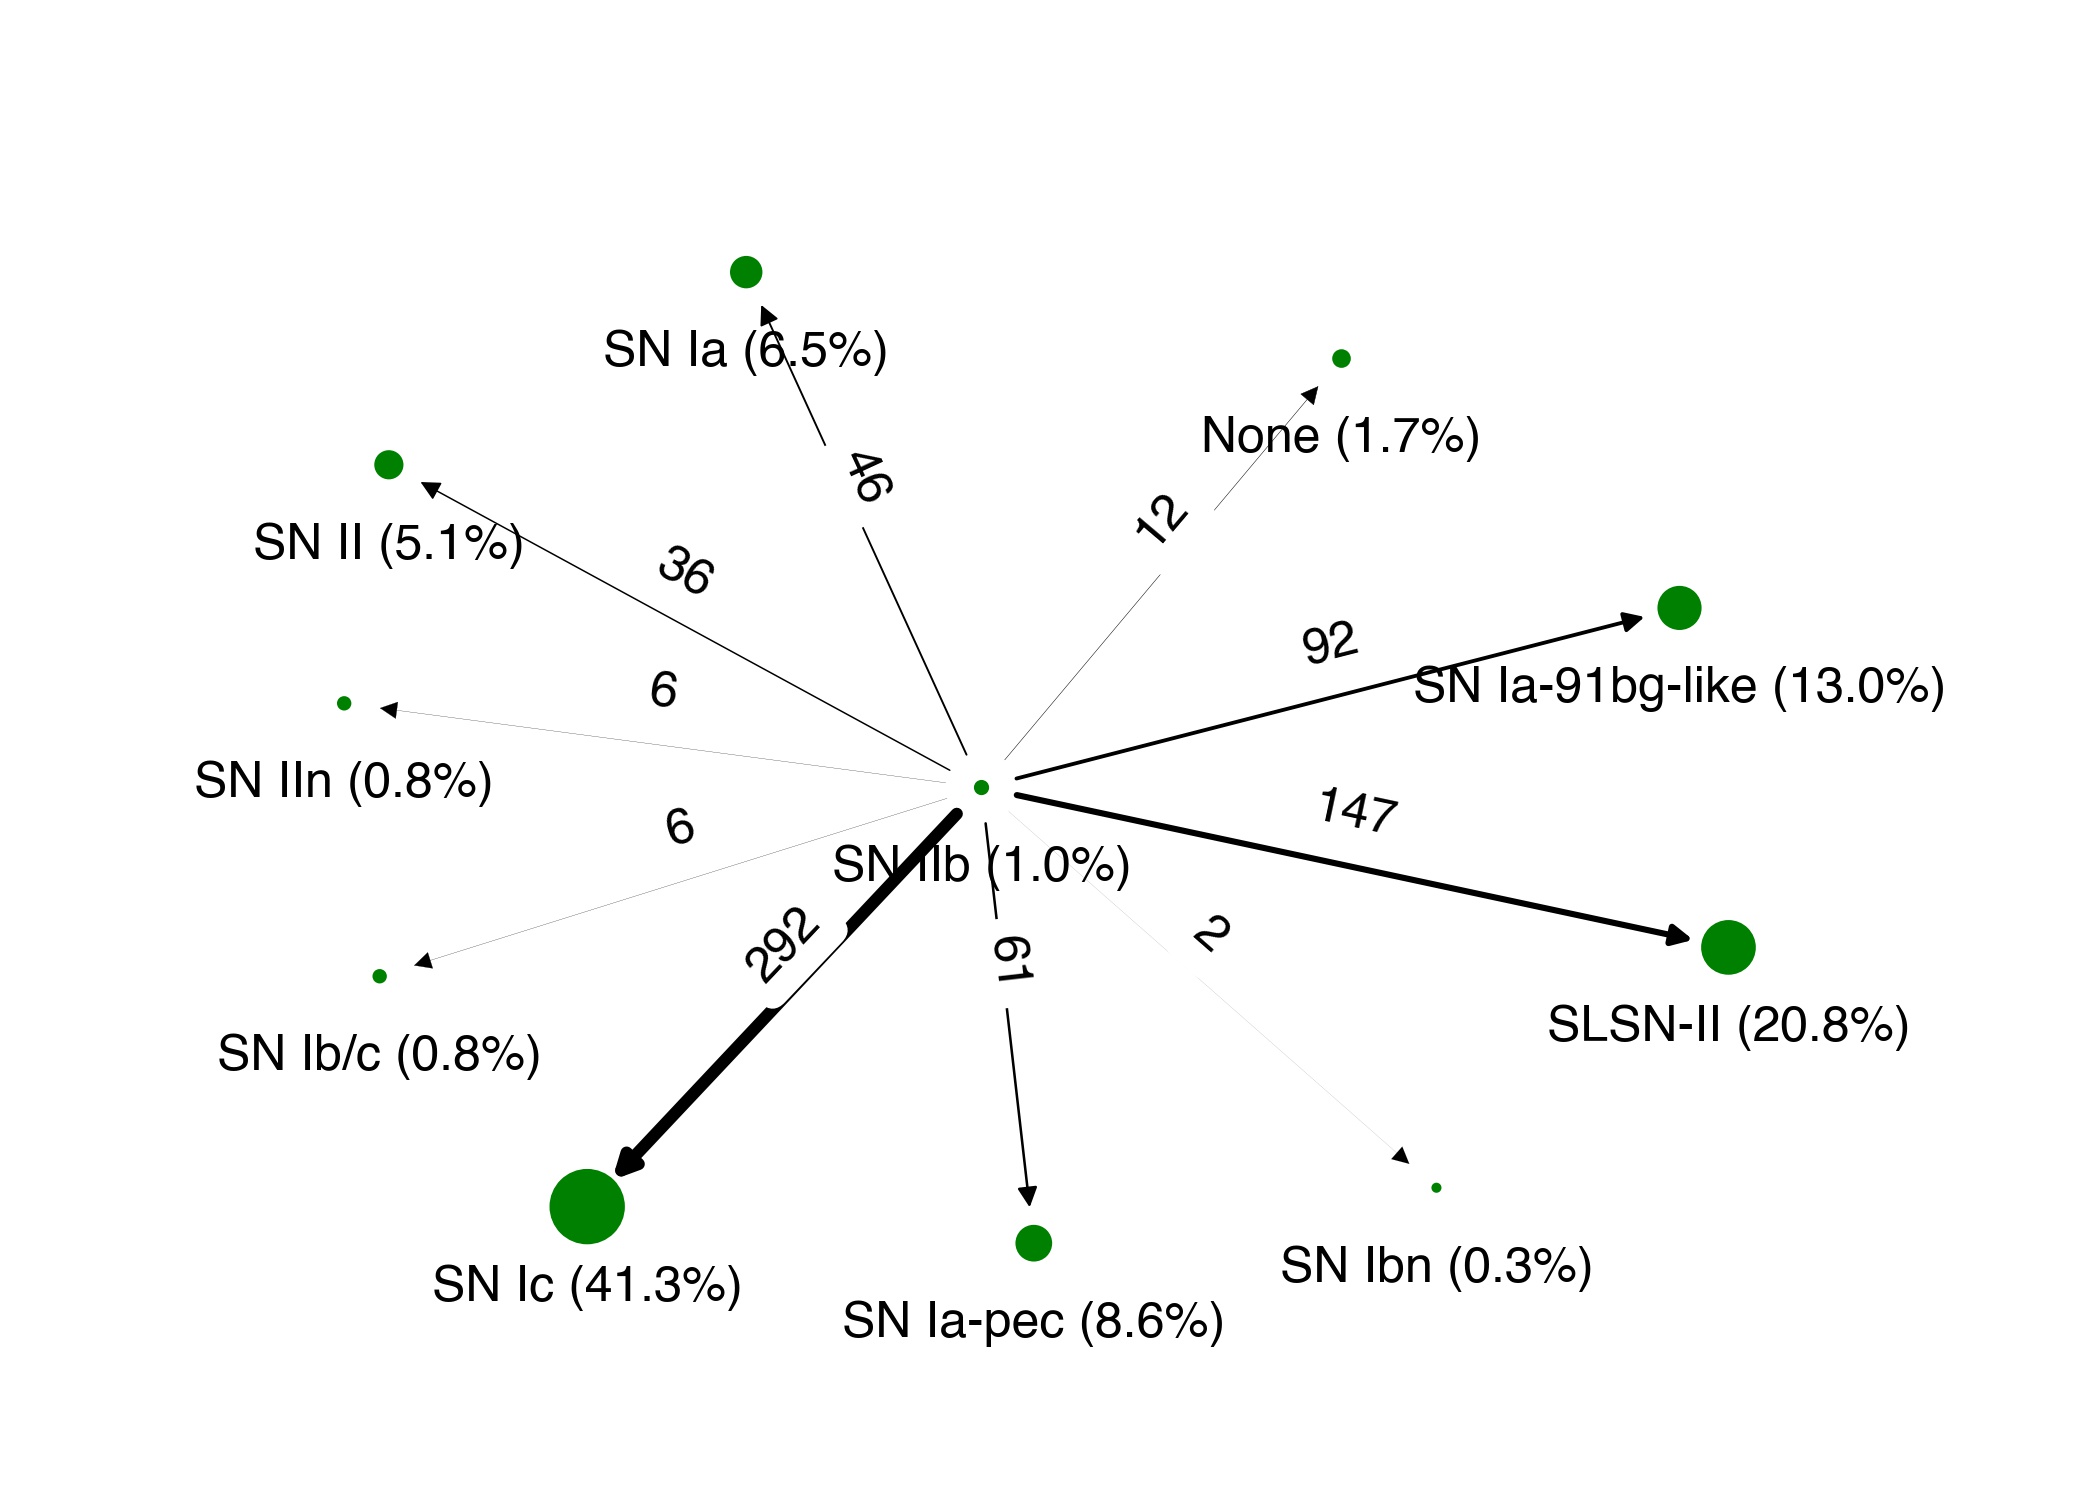 SN Ia (6.5%)
None (1.7%)
46
12
SN II (5.1%)
36
92
SN Ia-91bg-like (13.0%)
6
SN IIn (0.8%)
147
6
SN IIb (1.0%)
292
61
2
SLSN-II (20.8%)
SN Ib/c (0.8%)
SN Ic (41.3%)
SN Ibn (0.3%)
SN Ia-pec (8.6%)